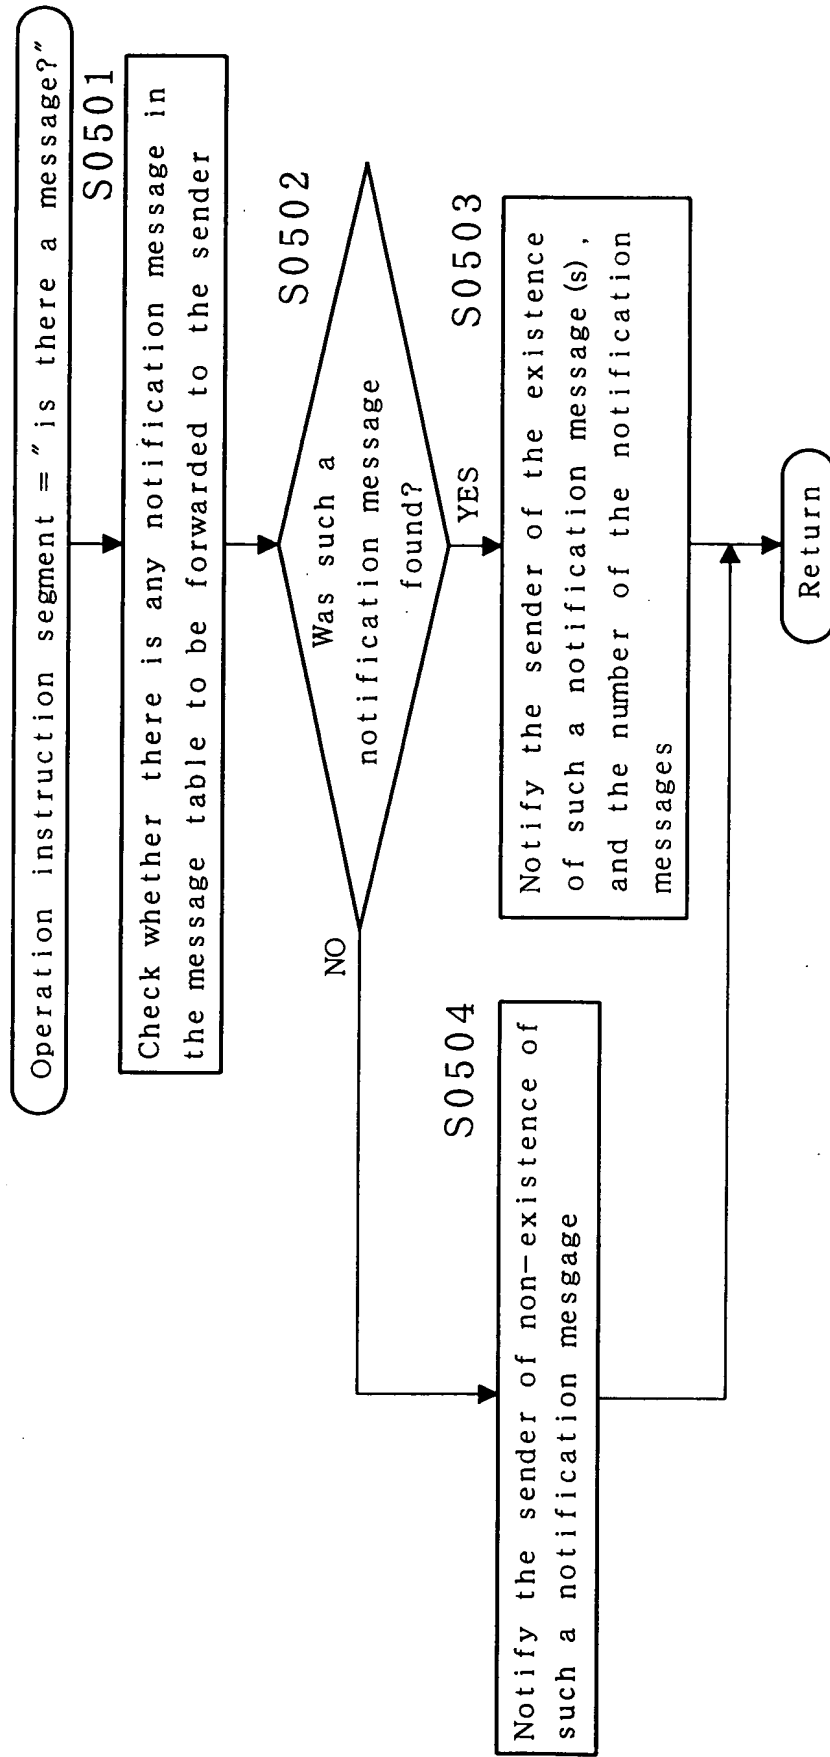 Operation instruction segment ="is there a message?"
S0501
Check whether there is any notification message in
the message table to be forwarded to the sender
S0502
Was such a
notification message
found?
NO
YES
S0503
Notify the sender of the existence
of such a notification message(s),
and the number of the notification
messages
S0504
Notify the sender of non-existence of
such a notification mesgage
Return